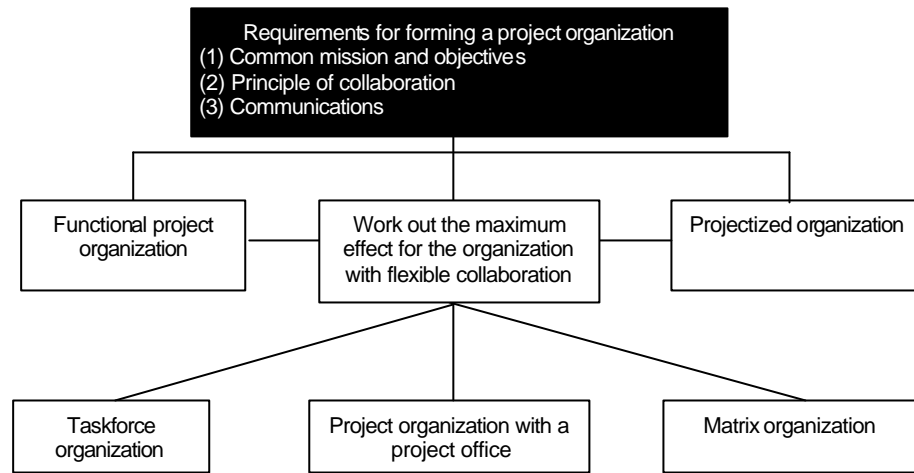 Requirements for forming a project organization
(1) Common mission and objectives
(2) Principle of collaboration
(3) Communications
Functional project
organization
Work out the maximum
effect for the organization
with flexible collaboration
Projectized organization
Taskforce
organization
Project organization with a
project office
Matrix organization